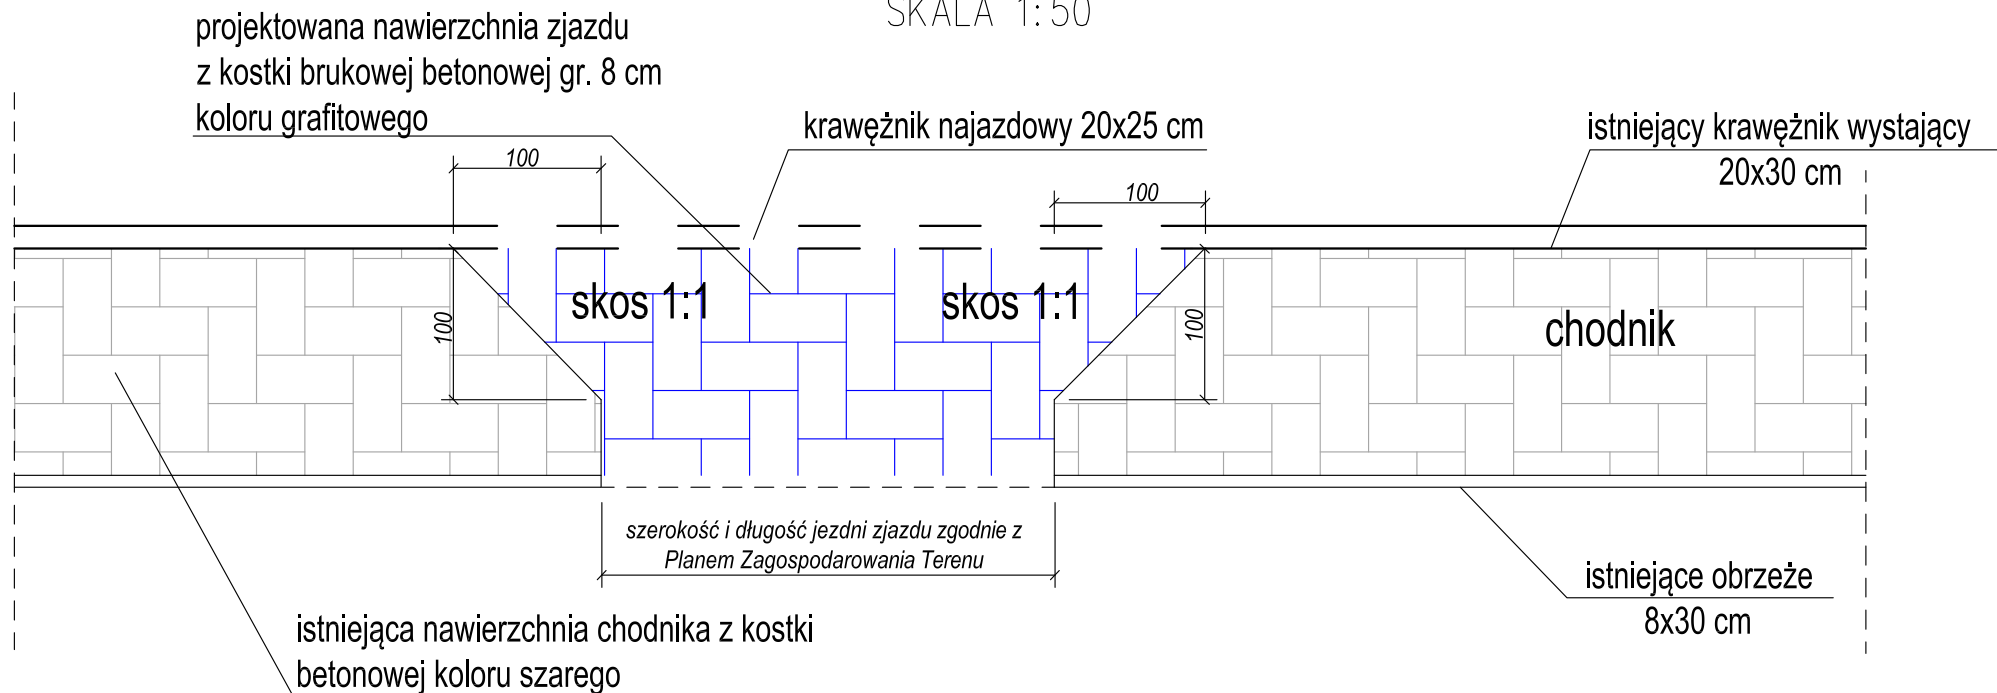 SKALA 1:50
projektowana nawierzchnia zjazdu
z kostki brukowej betonowej gr. 8 cm
koloru grafitowego
krawężnik najazdowy 20x25 cm
istniejący krawężnik wystający
20x30 cm
100
100
skos 1:1
skos 1:1
100
100
chodnik
szerokość i długość jezdni zjazdu zgodnie z
Planem Zagospodarowania Terenu
istniejące obrzeże
8x30 cm
istniejąca nawierzchnia chodnika z kostki
betonowej koloru szarego